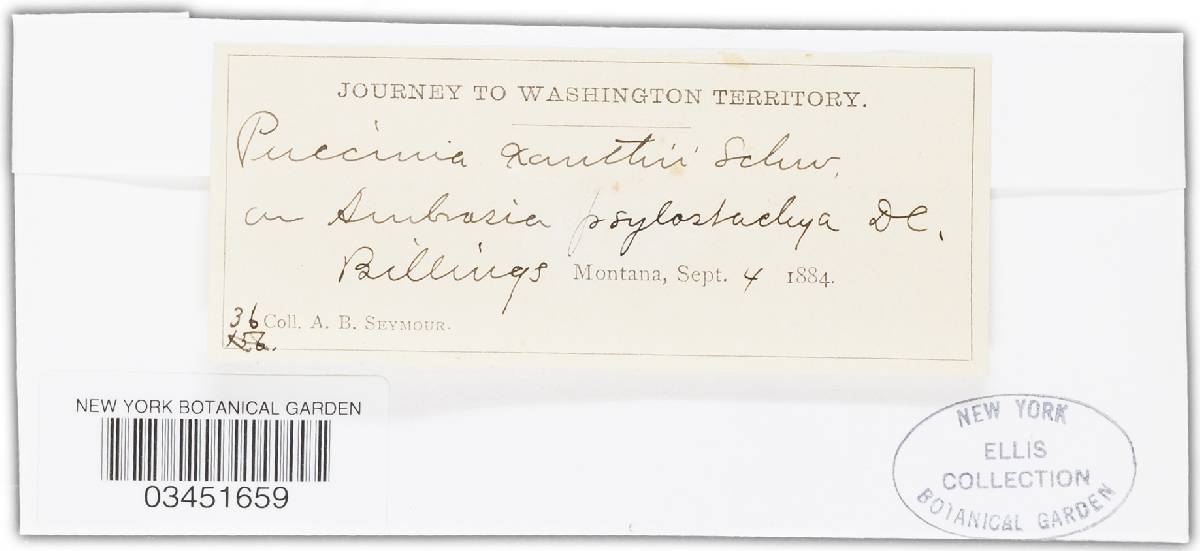 JOURNEY TO WASHINGTON TERRITORY.
Puccinia Xanthii Schw.
on Ambrosia psylostachya DC.
Billings Montana, Sept. 4 1884.
36 Coll. A. B. SEYMOUR.
NEW YORK BOTANICAL GARDEN
03451659
NEW YORK
ELLIS
COLLECTION
BOTANICAL GARDEN